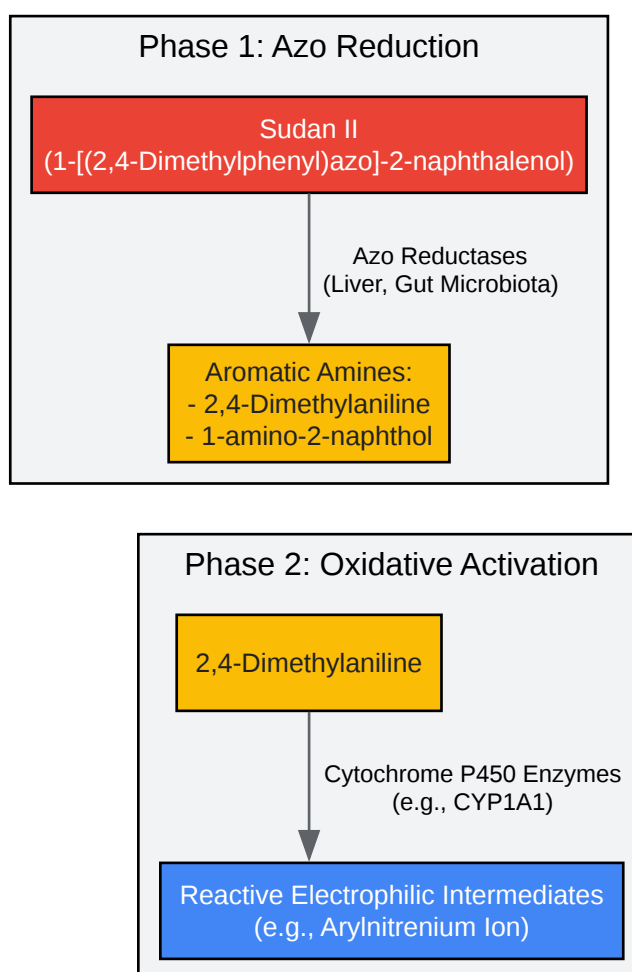 Phase 1: Azo Reduction
Sudan II
(1-[(2,4-Dimethylphenyl)azo]-2-naphthalenol)
Azo Reductases
(Liver, Gut Microbiota)
Aromatic Amines:
- 2,4-Dimethylaniline
- 1-amino-2-naphthol
Phase 2: Oxidative Activation
2,4-Dimethylaniline
Cytochrome P450 Enzymes
(e.g., CYP1A1)
Reactive Electrophilic Intermediates
(e.g., Arylnitrenium Ion)